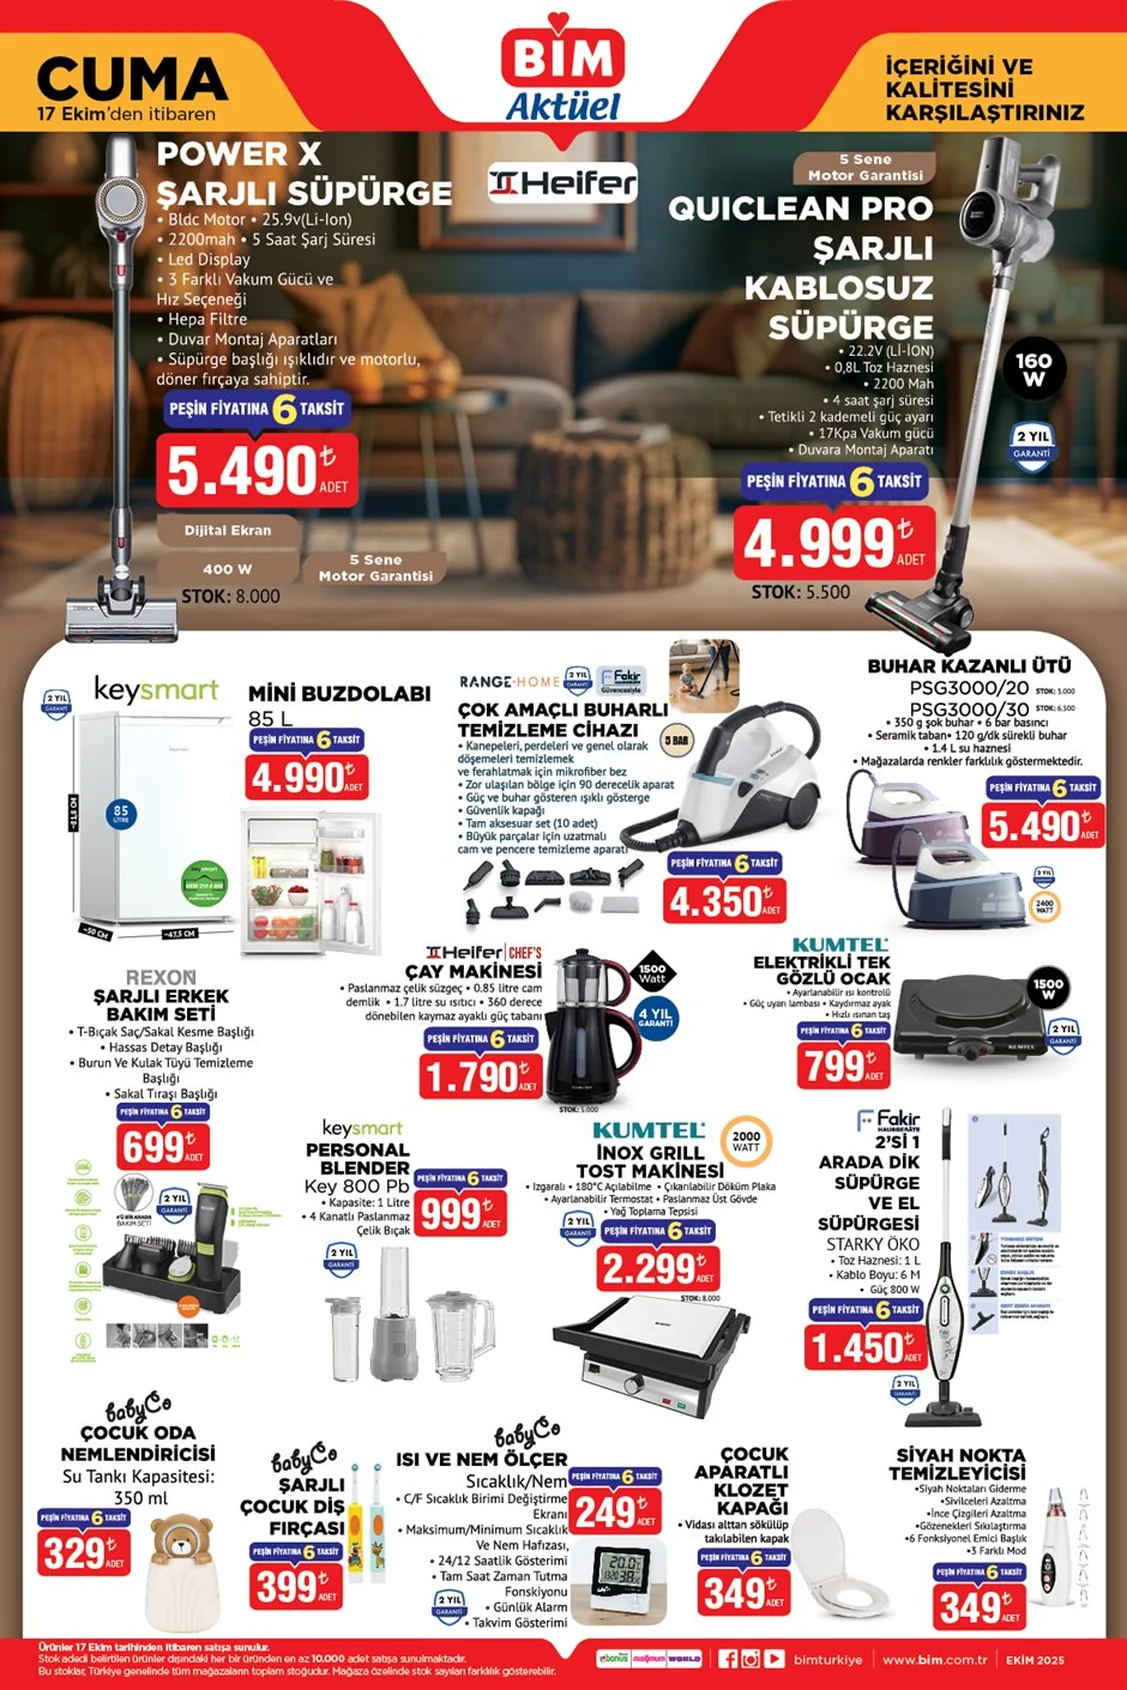 CUMA
17 Ekim'den itibaren
BİM
Aktüel
İÇERİĞİNİ VE
KALİTESİNİ
KARŞILAŞTIRINIZ
POWER X
ŞARJLI SÜPÜRGE
• Bldc Motor • 25.9v(Li-Ion)
• 2200mah • 5 Saat Şarj Süresi
• Led Display
• 3 Farklı Vakum Gücü ve
Hız Seçeneği
• Hepa Filtre
• Duvar Montaj Aparatları
• Süpürge başlığı ışıklıdır ve motorlu,
döner fırçaya sahiptir.
PEŞİN FİYATINA 6 TAKSİT
5.490₺
ADET
Dijital Ekran
400 W
5 Sene
Motor Garantisi
STOK: 8.000
Heifer
5 Sene
Motor Garantisi
QUICLEAN PRO
ŞARJLI
KABLOSUZ
SÜPÜRGE
• 22.2V (Lİ-İON)
• 0,8L Toz Haznesi
• 2200 Mah
• 4 saat şarj süresi
• Tetikli 2 kademeli güç ayarı
• 17Kpa Vakum gücü
• Duvara Montaj Aparatı
160
W
2 YIL
GARANTİ
PEŞİN FİYATINA 6 TAKSİT
4.999₺
ADET
STOK: 5.500
2 YIL
GARANTİ
keysmart
MİNİ BUZDOLABI
85 L
PEŞİN FİYATINA 6 TAKSİT
4.990₺
ADET
85
LİTRE
keysmart
~50 CM
~47,5 CM
RANGE HOME
2 YIL
GARANTİ
Fakir
Güvencesiyle
ÇOK AMAÇLI BUHARLI
TEMİZLEME CİHAZI
• Kanepeleri, perdeleri ve genel olarak
döşemeleri temizlemek
ve ferahlatmak için mikrofiber bez
• Zor ulaşılan bölge için 90 derecelik aparat
• Güç ve buhar gösteren ışıklı gösterge
• Güvenlik kapağı
• Tam aksesuar set (10 adet)
• Büyük parçalar için uzatmalı
cam ve pencere temizleme aparatı
5 BAR
PEŞİN FİYATINA 6 TAKSİT
4.350₺
ADET
BUHAR KAZANLI ÜTÜ
PSG3000/20 STOK: 3.000
PSG3000/30 STOK: 6.500
• 350 g şok buhar • 6 bar basıncı
• Seramik taban• 120 g/dk sürekli buhar
• 1.4 L su haznesi
• Mağazalarda renkler farklılık göstermektedir.
PEŞİN FİYATINA 6 TAKSİT
5.490₺
ADET
2 YIL
GARANTİ
2400
WATT
REXON
ŞARJLI ERKEK
BAKIM SETİ
• T-Bıçak Saç/Sakal Kesme Başlığı
• Hassas Detay Başlığı
• Burun Ve Kulak Tüyü Temizleme
Başlığı
• Sakal Tıraşı Başlığı
PEŞİN FİYATINA 6 TAKSİT
699₺
ADET
BAKIM SETİ
2 YIL
GARANTİ
Heifer CHEF'S
ÇAY MAKİNESİ
• Paslanmaz çelik süzgeç • 0.85 litre cam
demlik • 1.7 litre su ısıtıcı • 360 derece
dönebilen kaymaz ayaklı güç tabanı
PEŞİN FİYATINA 6 TAKSİT
1.790₺
ADET
1500
Watt
4 YIL
GARANTİ
STOK: 5.000
KUMTEL
ELEKTRİKLİ TEK
GÖZLÜ OCAK
• Ayarlanabilir ısı kontrolü
• Güç uyarı lambası • Kaydırmaz ayak
• Hızlı ısınan taş
PEŞİN FİYATINA 6 TAKSİT
799₺
ADET
1500
W
KUMTEL
2 YIL
GARANTİ
keysmart
PERSONAL
BLENDER
Key 800 Pb
• Kapasite: 1 Litre
• 4 Kanatlı Paslanmaz
Çelik Bıçak
PEŞİN FİYATINA 6 TAKSİT
999₺
ADET
2 YIL
GARANTİ
KUMTEL
2000
WATT
İNOX GRILL
TOST MAKİNESİ
• Izgaralı • 180°C Açılabilme • Çıkarılabilir Döküm Plaka
• Ayarlanabilir Termostat • Paslanmaz Üst Gövde
• Yağ Toplama Tepsisi
2 YIL
GARANTİ
PEŞİN FİYATINA 6 TAKSİT
2.299₺
ADET
STOK: 8.000
Fakir
HAUSGERÄTE
2'Sİ 1
ARADA DİK
SÜPÜRGE
VE EL
SÜPÜRGESİ
STARKY ÖKO
• Toz Haznesi: 1 L
• Kablo Boyu: 6 M
• Güç 800 W
PEŞİN FİYATINA 6 TAKSİT
1.450₺
ADET
2 YIL
GARANTİ
babyCo
ÇOCUK ODA
NEMLENDİRİCİSİ
Su Tankı Kapasitesi:
350 ml
PEŞİN FİYATINA 6 TAKSİT
329₺
ADET
babyCo
ŞARJLI
ÇOCUK DİŞ
FIRÇASI
PEŞİN FİYATINA 6 TAKSİT
399₺
ADET
babyCo
ISI VE NEM ÖLÇER
Sıcaklık/Nem
• C/F Sıcaklık Birimi Değiştirme
Ekranı
• Maksimum/Minimum Sıcaklık
Ve Nem Hafızası,
• 24/12 Saatlik Gösterimi
• Tam Saat Zaman Tutma
Fonskiyonu
• Günlük Alarm
• Takvim Gösterimi
2 YIL
GARANTİ
PEŞİN FİYATINA 6 TAKSİT
249₺
ADET
ÇOCUK
APARATLI
KLOZET
KAPAĞI
• Vidası alttan sökülüp
takılabilen kapak
PEŞİN FİYATINA 6 TAKSİT
349₺
ADET
SİYAH NOKTA
TEMİZLEYİCİSİ
•Siyah Noktaları Giderme
•Sivilceleri Azaltma
•İnce Çizgileri Azaltma
•Gözenekleri Sıkılaştırma
•6 Fonksiyonel Emici Başlık
•3 Farklı Mod
PEŞİN FİYATINA 6 TAKSİT
349₺
ADET
Ürünler 17 Ekim tarihinden itibaren satışa sunulur.
Stok adedi belirtilen ürünler dışındaki her bir üründen en az 10.000 adet satışa sunulmaktadır.
Bu stoklar, Türkiye genelinde tüm mağazaların toplam stoğudur. Mağaza özelinde stok sayıları farklılık gösterebilir.
bonus maximum WORLD
bimturkiye
www.bim.com.tr
EKİM 2025